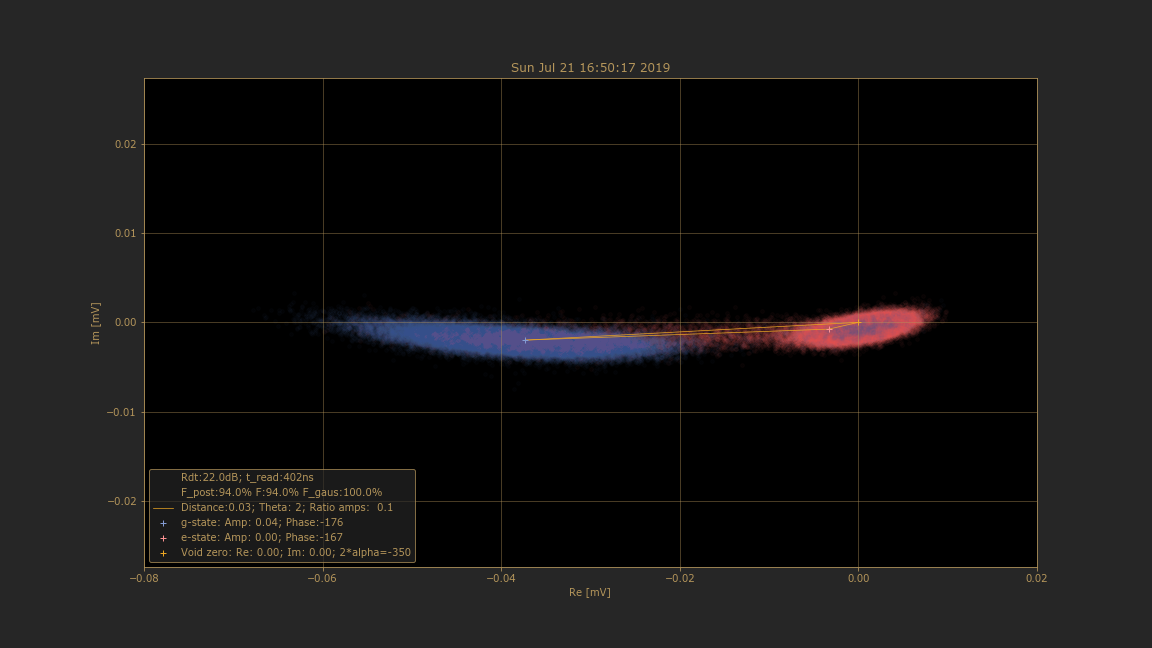 Sun Jul 21 16:50:17 2019
0.02
0.01
0.00
−0.01
−0.02
Im [mV]
Rdt:22.0dB; t_read:402ns
F_post:94.0% F:94.0% F_gaus:100.0%
Distance:0.03; Theta: 2; Ratio amps:  0.1
g-state: Amp: 0.04; Phase:-176
e-state: Amp: 0.00; Phase:-167
Void zero: Re: 0.00; Im: 0.00; 2*alpha=-350
−0.08
−0.06
−0.04
−0.02
0.00
0.02
Re [mV]